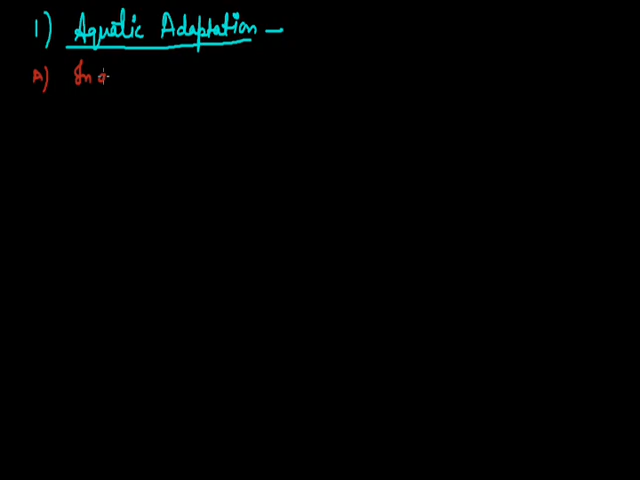 1) Aquatic Adaptation —
A) In